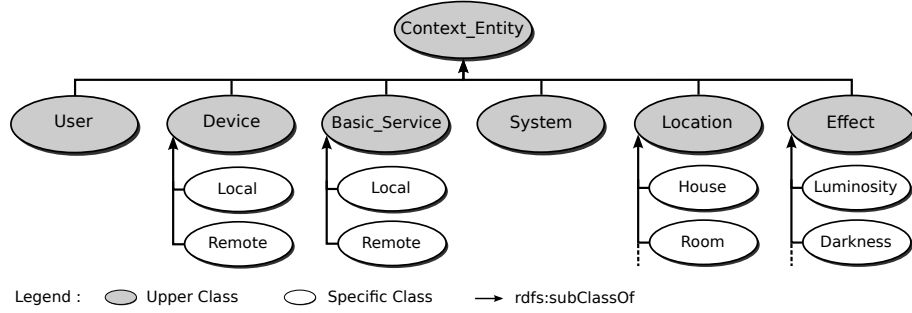 Context_Entity
User Device Basic_Service System Location Effect
Local Local House Luminosity
Remote Remote Room Darkness
Legend : Upper Class Specific Class rdfs:subClassOf